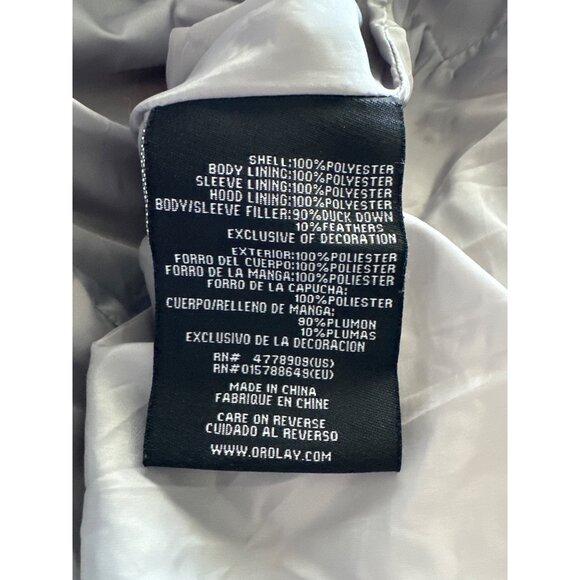 SHELL:100%POLYESTER
BODY LINING:100%POLYESTER
SLEEVE LINING:100%POLYESTER
HOOD LINING:100%POLYESTER
BODY/SLEEVE FILLER:90%DUCK DOWN
10%FEATHERS
EXCLUSIVE OF DECORATION
EXTERIOR:100%POLIESTER
FORRO DEL CUERPO:100%POLIESTER
FORRO DE LA MANGA:100%POLIESTER
FORRO DE LA CAPUCHA:
100%POLIESTER
CUERPO/RELLENO DE MANGA:
90%PLUMON
10%PLUMAS
EXCLUSIVO DE LA DECORACION
RN# 4778909(US)
RN#015788649(EU)
MADE IN CHINA
FABRIQUE EN CHINE
CARE ON REVERSE
CUIDADO AL REVERSO
WWW.OROLAY.COM